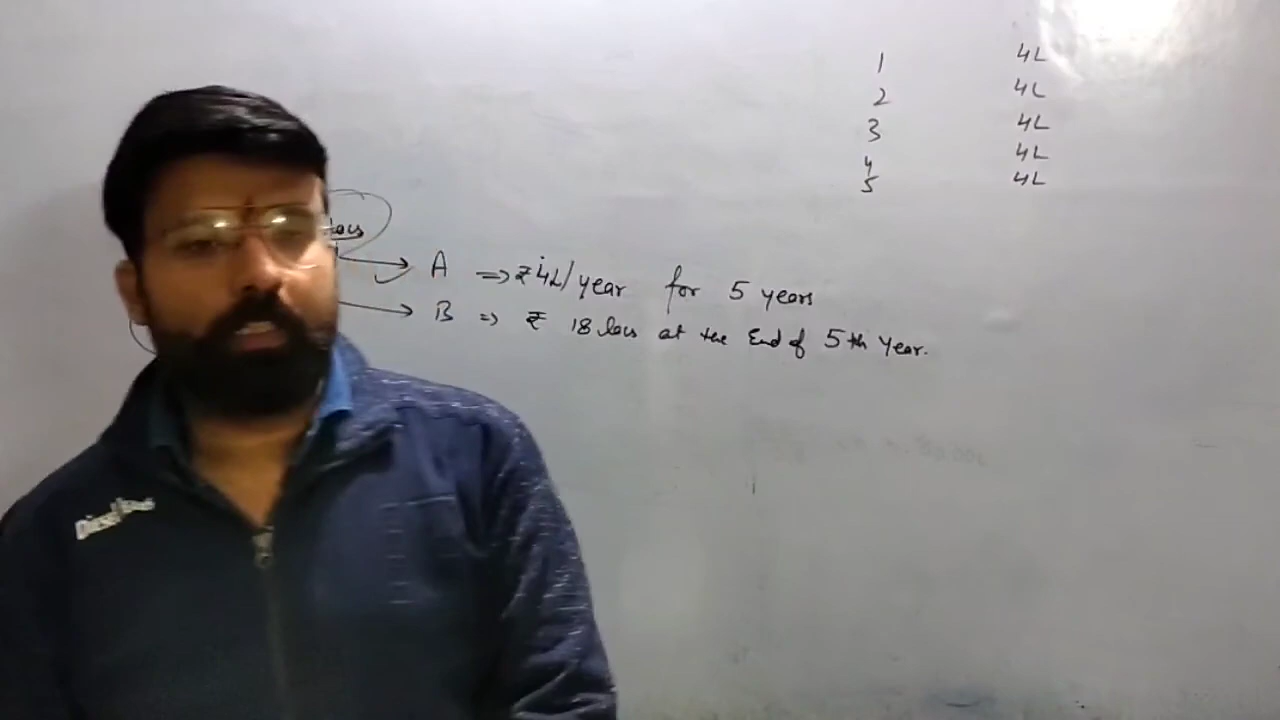 1 4L
2 4L
3 4L
4 4L
5 4L
lacs
A ⇒ ₹ 4L/year for 5 years
B ⇒ ₹ 18 lacs at the End of 5th Year.